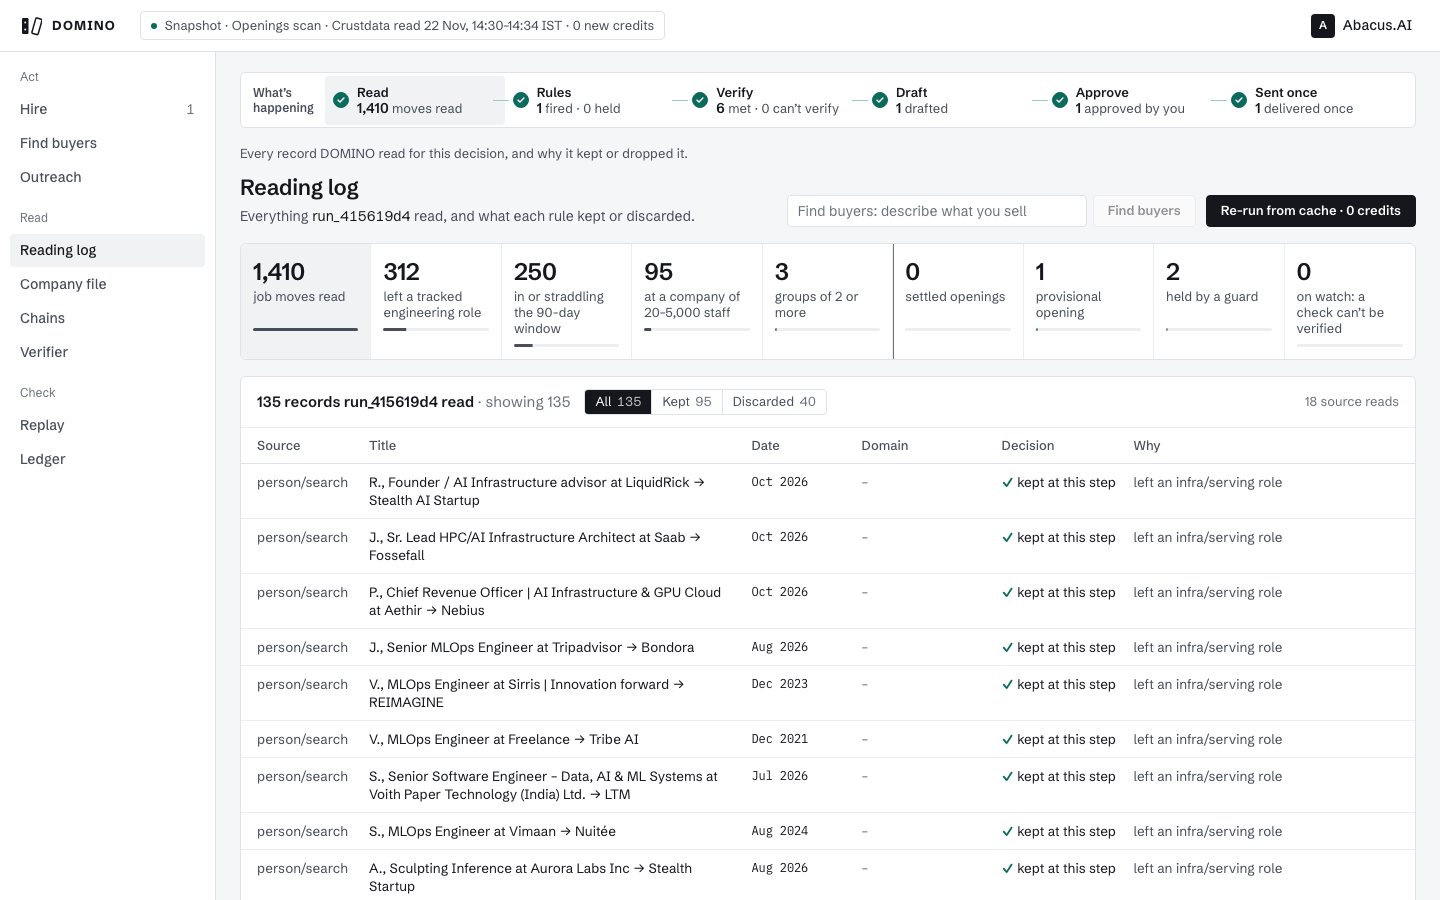 DOMINO
Snapshot · Openings scan · Crustdata read 22 Nov, 14:30–14:34 IST · 0 new credits
A
Abacus.AI
Act
Hire 1
Find buyers
Outreach
Read
Reading log
Company file
Chains
Verifier
Check
Replay
Ledger
What's
happening
Read
1,410 moves read
Rules
1 fired · 0 held
Verify
6 met · 0 can't verify
Draft
1 drafted
Approve
1 approved by you
Sent once
1 delivered once
Every record DOMINO read for this decision, and why it kept or dropped it.
Reading log
Everything run_415619d4 read, and what each rule kept or discarded.
Find buyers: describe what you sell
Find buyers
Re-run from cache · 0 credits
1,410
job moves read
312
left a tracked
engineering role
250
in or straddling
the 90-day
window
95
at a company of
20–5,000 staff
3
groups of 2 or
more
0
settled openings
1
provisional
opening
2
held by a guard
0
on watch: a
check can't be
verified
135 records run_415619d4 read · showing 135
All 135
Kept 95
Discarded 40
18 source reads
Source Title Date Domain Decision Why
person/search R., Founder / AI Infrastructure advisor at LiquidRick → Oct 2026 – ✓ kept at this step left an infra/serving role
Stealth AI Startup
person/search J., Sr. Lead HPC/AI Infrastructure Architect at Saab → Oct 2026 – ✓ kept at this step left an infra/serving role
Fossefall
person/search P., Chief Revenue Officer | AI Infrastructure & GPU Cloud Oct 2026 – ✓ kept at this step left an infra/serving role
at Aethir → Nebius
person/search J., Senior MLOps Engineer at Tripadvisor → Bondora Aug 2026 – ✓ kept at this step left an infra/serving role
person/search V., MLOps Engineer at Sirris | Innovation forward → Dec 2023 – ✓ kept at this step left an infra/serving role
REIMAGINE
person/search V., MLOps Engineer at Freelance → Tribe AI Dec 2021 – ✓ kept at this step left an infra/serving role
person/search S., Senior Software Engineer – Data, AI & ML Systems at Jul 2026 – ✓ kept at this step left an infra/serving role
Voith Paper Technology (India) Ltd. → LTM
person/search S., MLOps Engineer at Vimaan → Nuitée Aug 2024 – ✓ kept at this step left an infra/serving role
person/search A., Sculpting Inference at Aurora Labs Inc → Stealth Aug 2026 – ✓ kept at this step left an infra/serving role
Startup